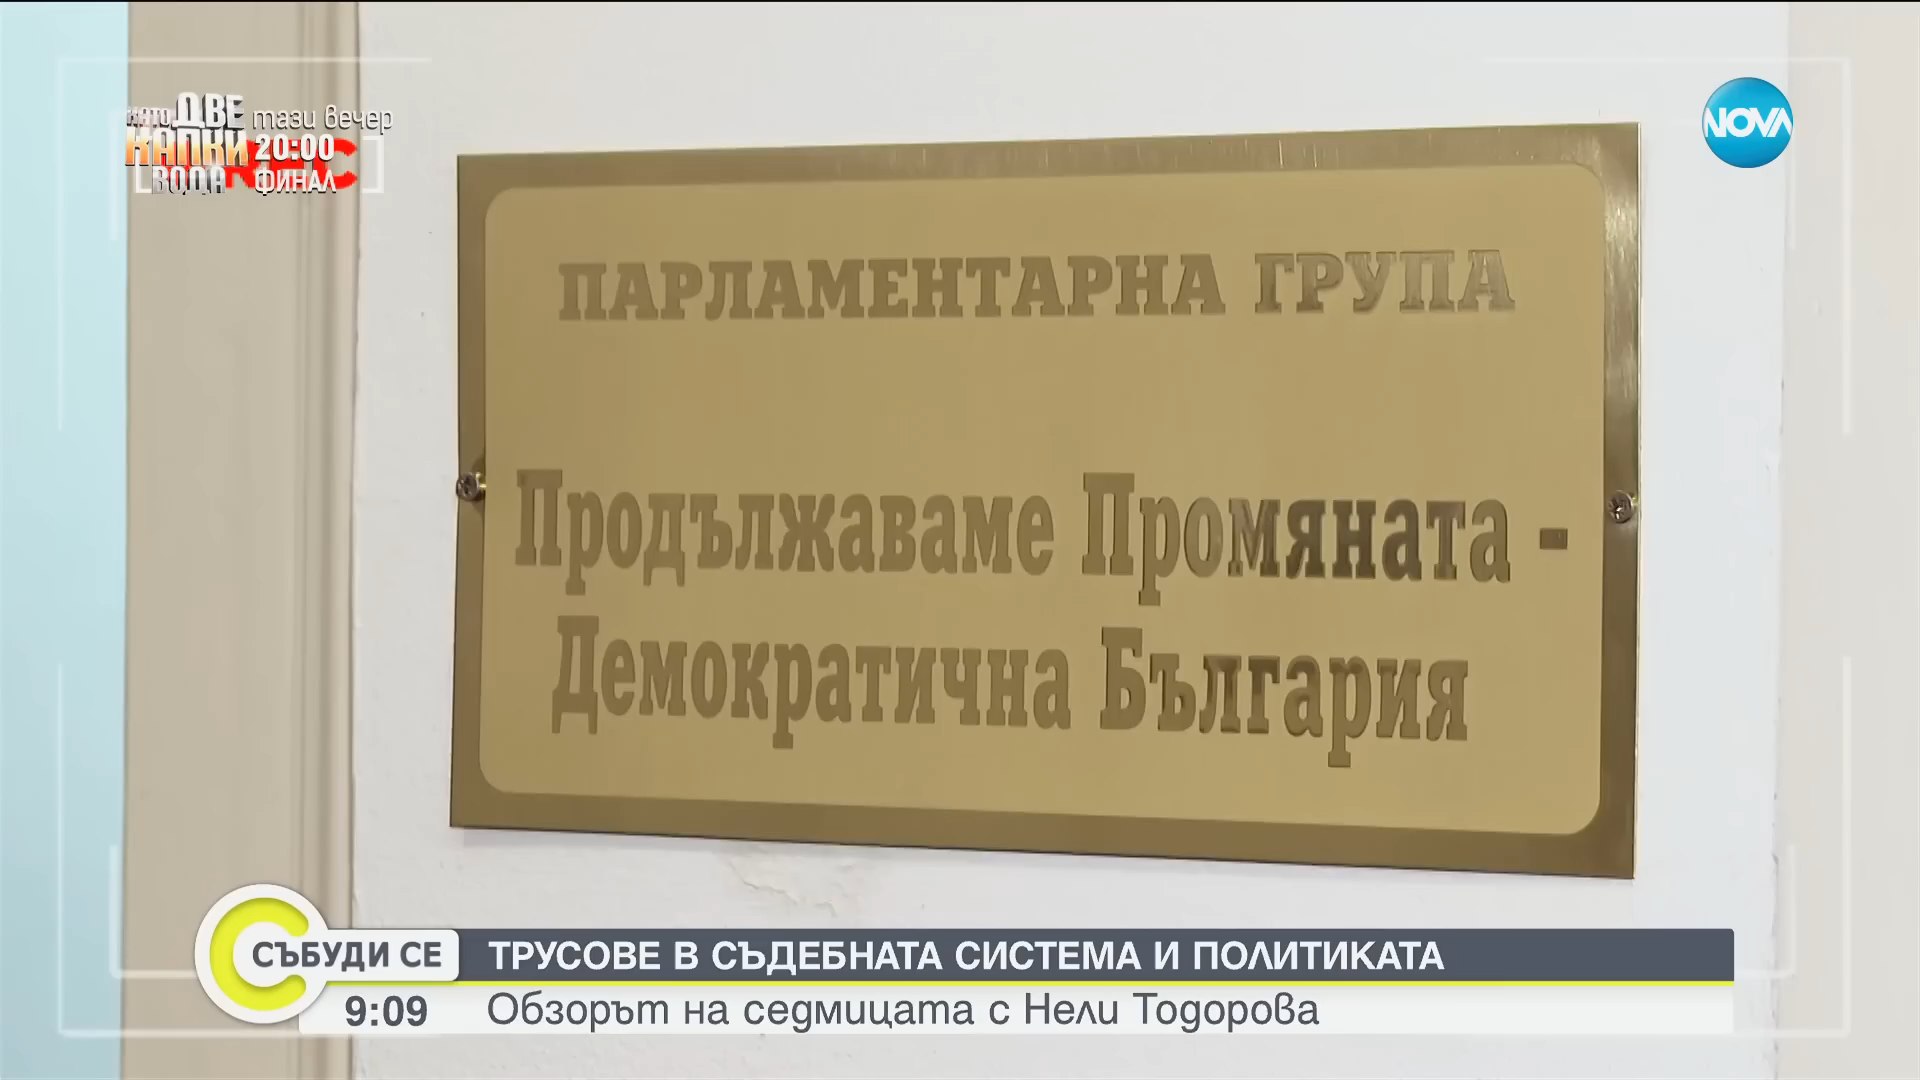 като ДВЕ
КАПКИ
ВОДА
тази вечер
20:00
ФИНАЛ
NOVA
ПАРЛАМЕНТАРНА ГРУПА
Продължаваме Промяната -
Демократична България
СЪБУДИ СЕ
ТРУСОВЕ В СЪДЕБНАТА СИСТЕМА И ПОЛИТИКАТА
9:09
Обзорът на седмицата с Нели Тодорова